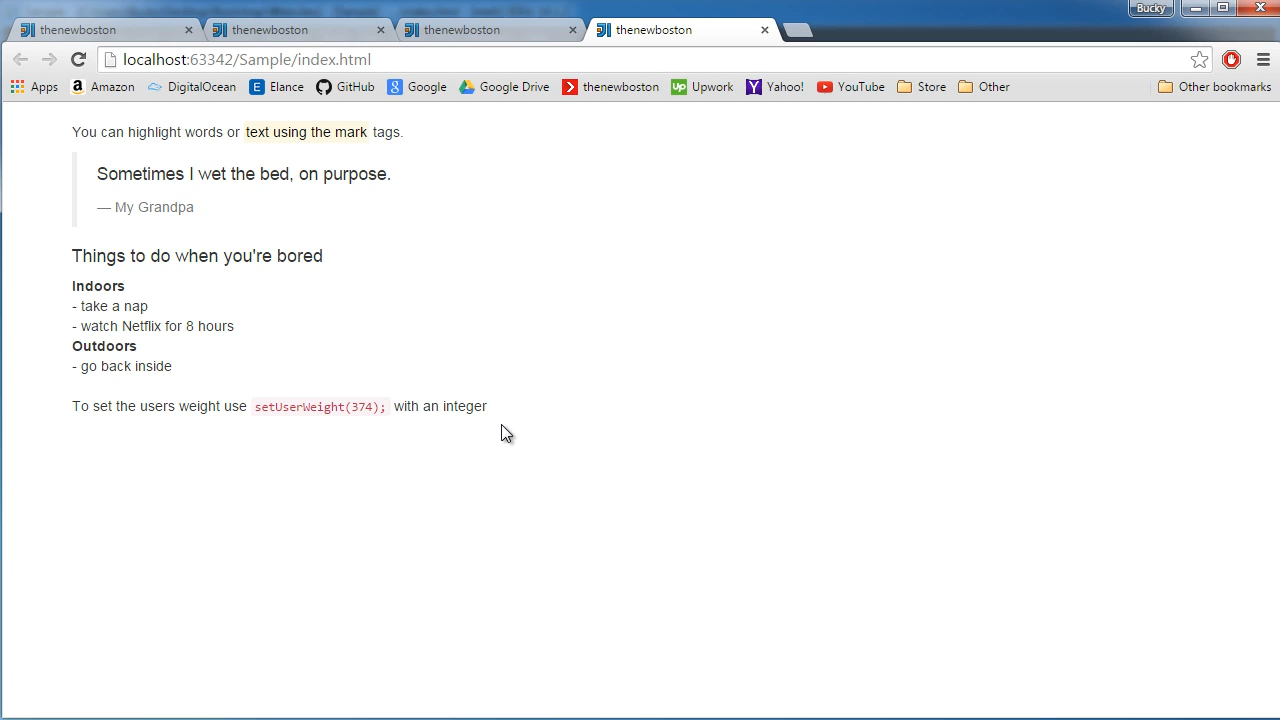 Bucky
thenewboston
thenewboston
thenewboston
thenewboston
localhost:63342/Sample/index.html
Apps
Amazon
DigitalOcean
Elance
GitHub
Google
Google Drive
thenewboston
Upwork
Yahoo!
YouTube
Store
Other
Other bookmarks
You can highlight words or text using the mark tags.
Sometimes I wet the bed, on purpose.
— My Grandpa
Things to do when you're bored
Indoors
- take a nap
- watch Netflix for 8 hours
Outdoors
- go back inside
To set the users weight use setUserWeight(374); with an integer